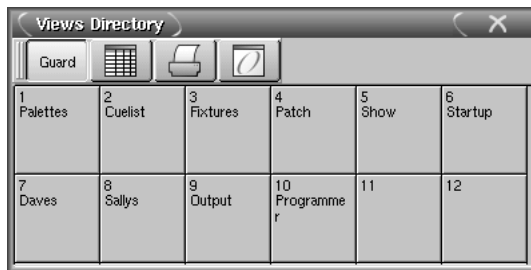 Views Directory
Guard
1
Palettes
2
Cuelist
3
Fixtures
4
Patch
5
Show
6
Startup
7
Daves
8
Sallys
9
Output
10
Programme
r
11
12